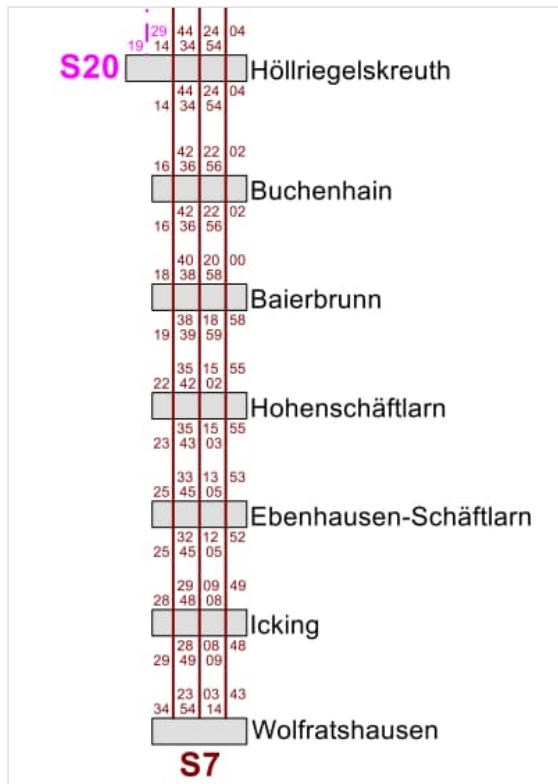 29 44 24 04
19 14 34 54
S20 Höllriegelskreuth
44 24 04
14 34 54
42 22 02
16 36 56
Buchenhain
42 22 02
16 36 56
40 20 00
18 38 58
Baierbrunn
38 18 58
19 39 59
35 15 55
22 42 02
Hohenschäftlarn
35 15 55
23 43 03
33 13 53
25 45 05
Ebenhausen-Schäftlarn
32 12 52
25 45 05
29 09 49
28 48 08
Icking
28 08 48
29 49 09
23 03 43
34 54 14
Wolfratshausen
S7